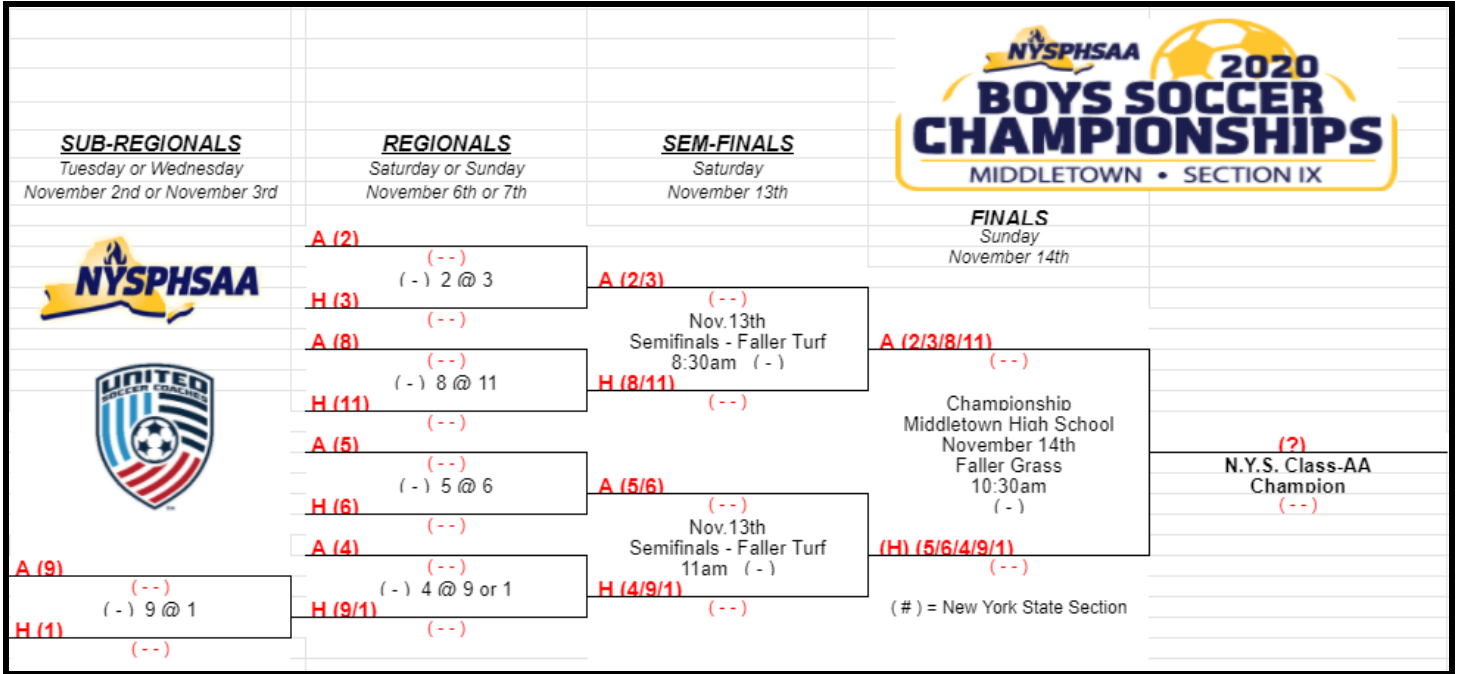 NYSPHSAA
2020
BOYS SOCCER
CHAMPIONSHIPS
MIDDLETOWN • SECTION IX
SUB-REGIONALS
Tuesday or Wednesday
November 2nd or November 3rd
REGIONALS
Saturday or Sunday
November 6th or 7th
SEM-FINALS
Saturday
November 13th
FINALS
Sunday
November 14th
NYSPHSAA
UNITED
SOCCER COACHES
A (9)
( - - )
( - ) 9 @ 1
H (1)
( - - )
A (2)
( - - )
( - ) 2 @ 3
H (3)
( - - )
A (8)
( - - )
( - ) 8 @ 11
H (11)
( - - )
A (5)
( - - )
( - ) 5 @ 6
H (6)
( - - )
A (4)
( - - )
( - ) 4 @ 9 or 1
H (9/1)
( - - )
A (2/3)
( - - )
Nov.13th
Semifinals - Faller Turf
8:30am ( - )
H (8/11)
( - - )
A (5/6)
( - - )
Nov.13th
Semifinals - Faller Turf
11am ( - )
H (4/9/1)
( - - )
A (2/3/8/11)
( - - )
Championship
Middletown High School
November 14th
Faller Grass
10:30am
( - )
(H) (5/6/4/9/1)
( - - )
( # ) = New York State Section
(?)
N.Y.S. Class-AA
Champion
( - - )